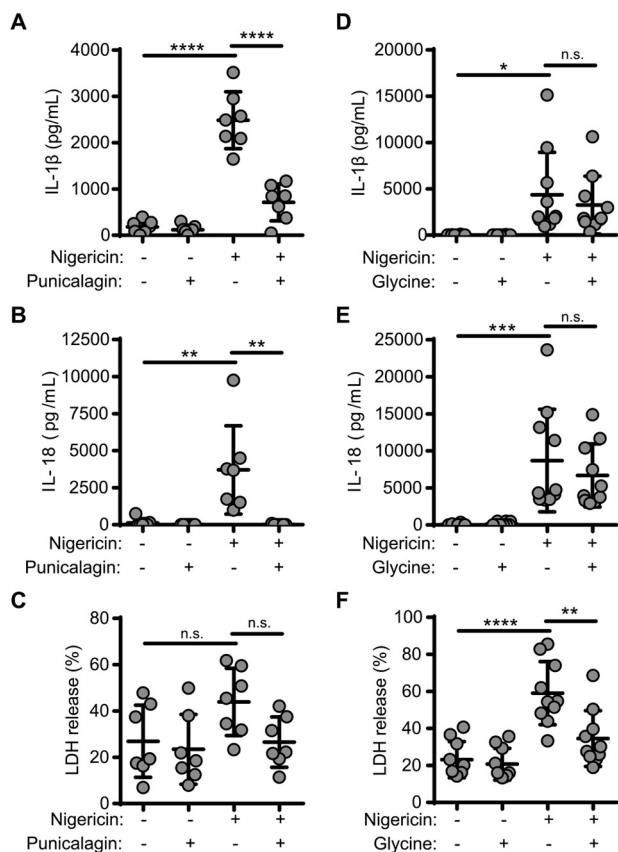 A
****
****
4000
3000
2000
1000
0
IL-1β (pg/mL)
Nigericin: - - + +
Punicalagin: - + - +
D
n.s.
*
20000
15000
10000
5000
0
IL-1β (pg/mL)
Nigericin: - - + +
Glycine: - + - +
B
**
**
12500
10000
7500
5000
2500
0
IL- 18 ( pg /mL)
Nigericin: - - + +
Punicalagin: - + - +
E
n.s.
***
25000
20000
15000
10000
5000
0
IL- 18 ( pg /mL)
Nigericin: - - + +
Glycine: - + - +
C
n.s.
n.s.
80
60
40
20
0
LDH release (%)
Nigericin: - - + +
Punicalagin: - + - +
F
****
**
100
80
60
40
20
0
LDH release (%)
Nigericin: - - + +
Glycine: - + - +